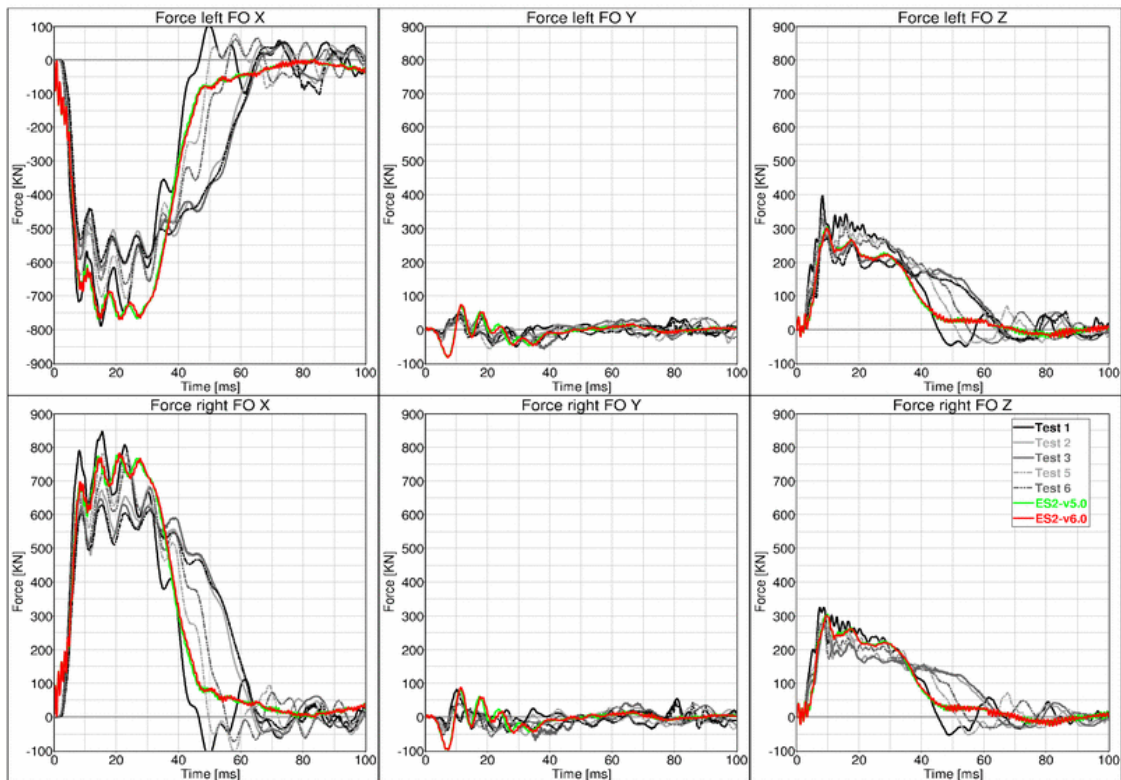 Force left FO X
Force [KN]
100
0
-100
-200
-300
-400
-500
-600
-700
-800
-900
0 20 40 60 80 100
Time [ms]
Force left FO Y
Force [KN]
900
800
700
600
500
400
300
200
100
0
-100
0 20 40 60 80 100
Time [ms]
Force left FO Z
Force [KN]
900
800
700
600
500
400
300
200
100
0
-100
0 20 40 60 80 100
Time [ms]
Force right FO X
Force [KN]
900
800
700
600
500
400
300
200
100
0
-100
0 20 40 60 80 100
Time [ms]
Force right FO Y
Force [KN]
900
800
700
600
500
400
300
200
100
0
-100
0 20 40 60 80 100
Time [ms]
Force right FO Z
Force [KN]
900
800
700
600
500
400
300
200
100
0
-100
0 20 40 60 80 100
Time [ms]
Test 1
Test 2
Test 3
Test 5
Test 6
ES2-v5.0
ES2-v6.0